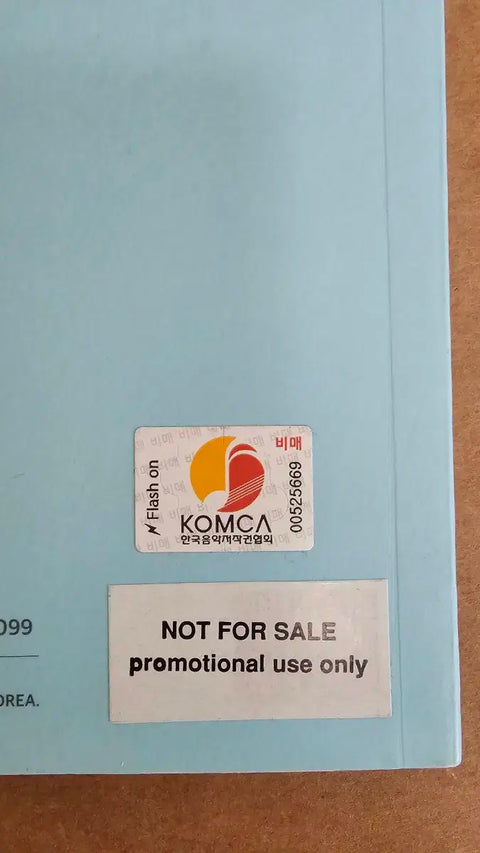 비매
Flash on
00525669
KOMCA
한국음악저작권협회
NOT FOR SALE
promotional use only
099
OREA.